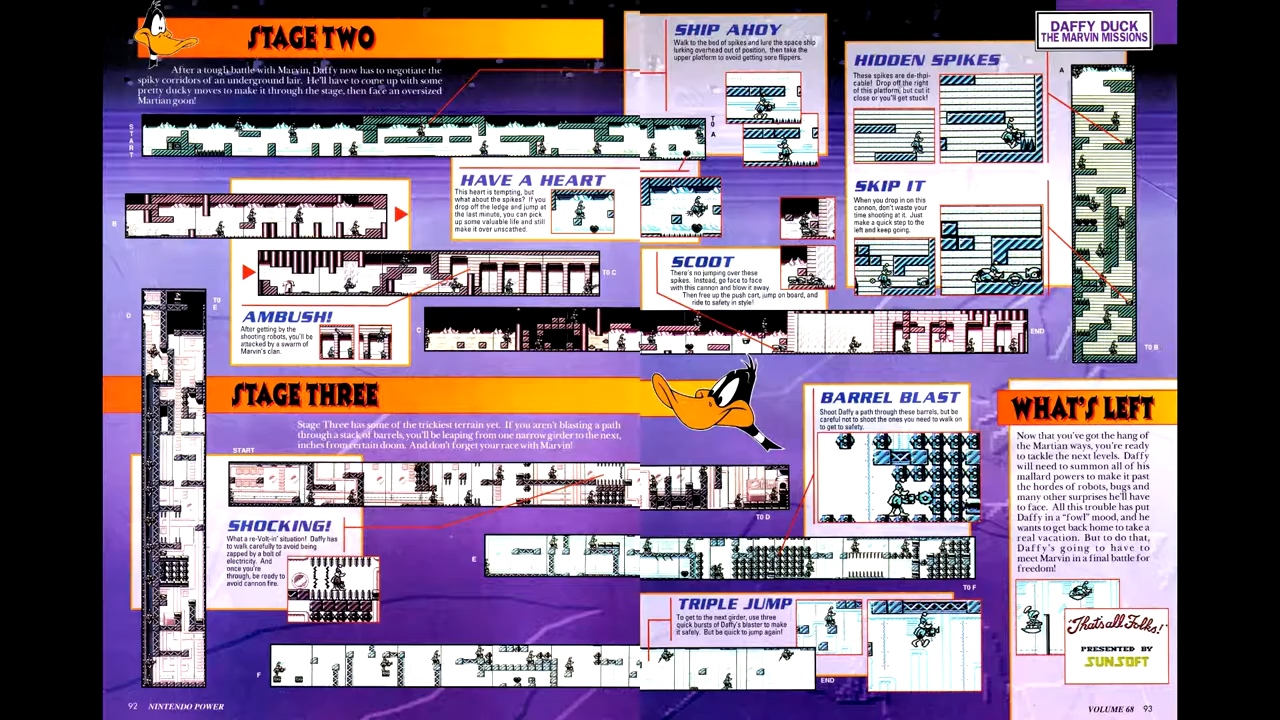 STAGE TWO
After a tough battle with Marvin, Daffy now has to negotiate the
spiky corridors of an underground lair. He'll have to come up with some
pretty ducky moves to make it through the stage, then face an oversized
Martian goon!
START
SHIP AHOY
Walk to the bed of spikes and lure the space ship
lurking overhead out of position, then take the
upper platform to avoid getting sore flippers.
TO A
DAFFY DUCK
THE MARVIN MISSIONS
HIDDEN SPIKES
These spikes are de-thpi-
cable! Drop off the right
of this platform, but cut it
close or you'll get stuck!
A
HAVE A HEART
This heart is tempting, but
what about the spikes? If you
drop off the ledge and jump at
the last minute, you can pick
up some valuable life and still
make it over unscathed.
B
SKIP IT
When you drop in on this
cannon, don't waste your
time shooting at it. Just
make a quick step to the
left and keep going.
TO B
SCOOT
There's no jumping over these
spikes. Instead, go face to face
with this cannon and blow it away.
Then free up the push cart, jump on board, and
ride to safety in style!
TO C
AMBUSH!
After getting by the
shooting robots, you'll be
attacked by a swarm of
Marvin's clan.
C
END
D
TO E
STAGE THREE
Stage Three has some of the trickiest terrain yet. If you aren't blasting a path
through a stack of barrels, you'll be leaping from one narrow girder to the next,
inches from certain doom. And don't forget your race with Marvin!
START
TO D
SHOCKING!
What a re-Volt-in' situation! Daffy has
to walk carefully to avoid being
zapped by a bolt of
electricity. And
once you're
through, be ready to
avoid cannon fire.
BARREL BLAST
Shoot Daffy a path through these barrels, but be
careful not to shoot the ones you need to walk on
to get to safety.
E
TO F
TRIPLE JUMP
To get to the next girder, use three
quick bursts of Daffy's blaster to make
it safely. But be quick to jump again!
F
END
WHAT'S LEFT
Now that you've got the hang of
the Martian ways, you're ready
to tackle the next levels. Daffy
will need to summon all of his
mallard powers to make it past
the hordes of robots, bugs and
many other surprises he'll have
to face. All this trouble has put
Daffy in a "fowl" mood, and he
wants to get back home to take a
real vacation. But to do that,
Daffy's going to have to
meet Marvin in a final battle for
freedom!
"That's all Folks!"
PRESENTED BY
SUNSOFT
92 NINTENDO POWER
VOLUME 68 93